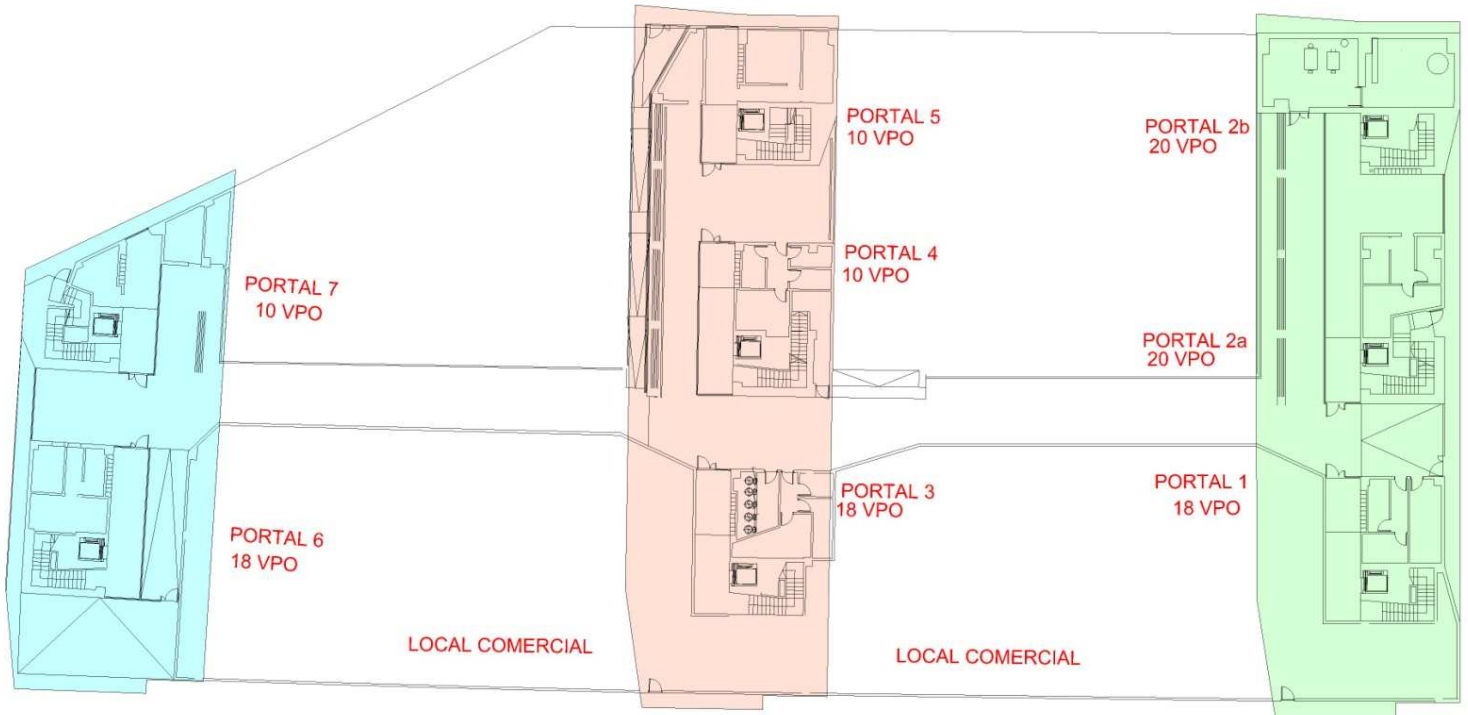 PORTAL 5
10 VPO
PORTAL 2b
20 VPO
PORTAL 4
10 VPO
PORTAL 7
10 VPO
PORTAL 2a
20 VPO
PORTAL 3
18 VPO
PORTAL 1
18 VPO
PORTAL 6
18 VPO
LOCAL COMERCIAL
LOCAL COMERCIAL